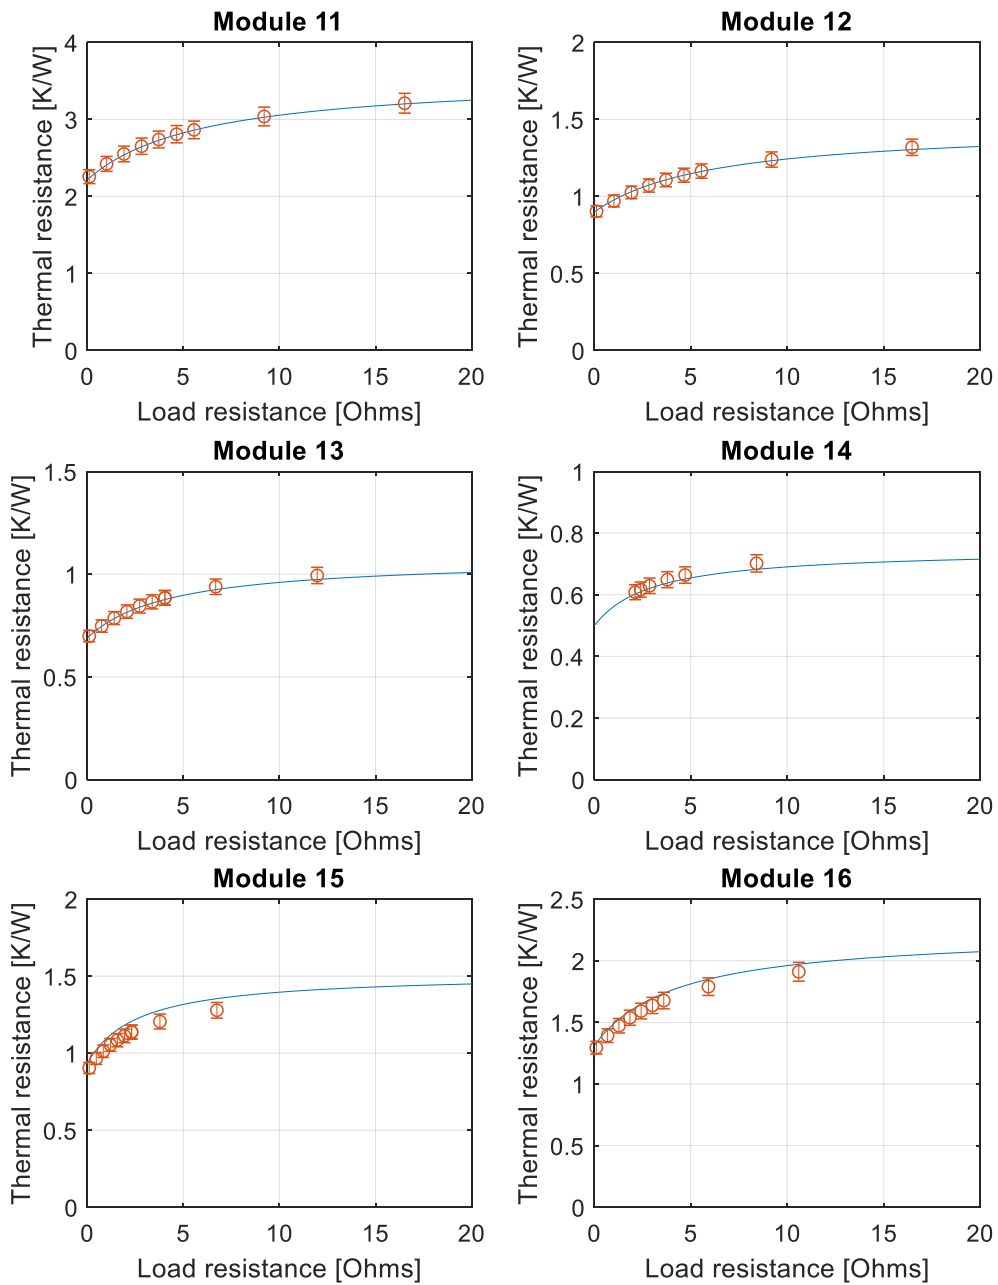 Module 11
Thermal resistance [K/W]
4
3
2
1
0
0 5 10 15 20
Load resistance [Ohms]
Module 12
Thermal resistance [K/W]
2
1.5
1
0.5
0
0 5 10 15 20
Load resistance [Ohms]
Module 13
Thermal resistance [K/W]
1.5
1
0.5
0
0 5 10 15 20
Load resistance [Ohms]
Module 14
Thermal resistance [K/W]
1
0.8
0.6
0.4
0.2
0
0 5 10 15 20
Load resistance [Ohms]
Module 15
Thermal resistance [K/W]
2
1.5
1
0.5
0
0 5 10 15 20
Load resistance [Ohms]
Module 16
Thermal resistance [K/W]
2.5
2
1.5
1
0.5
0
0 5 10 15 20
Load resistance [Ohms]